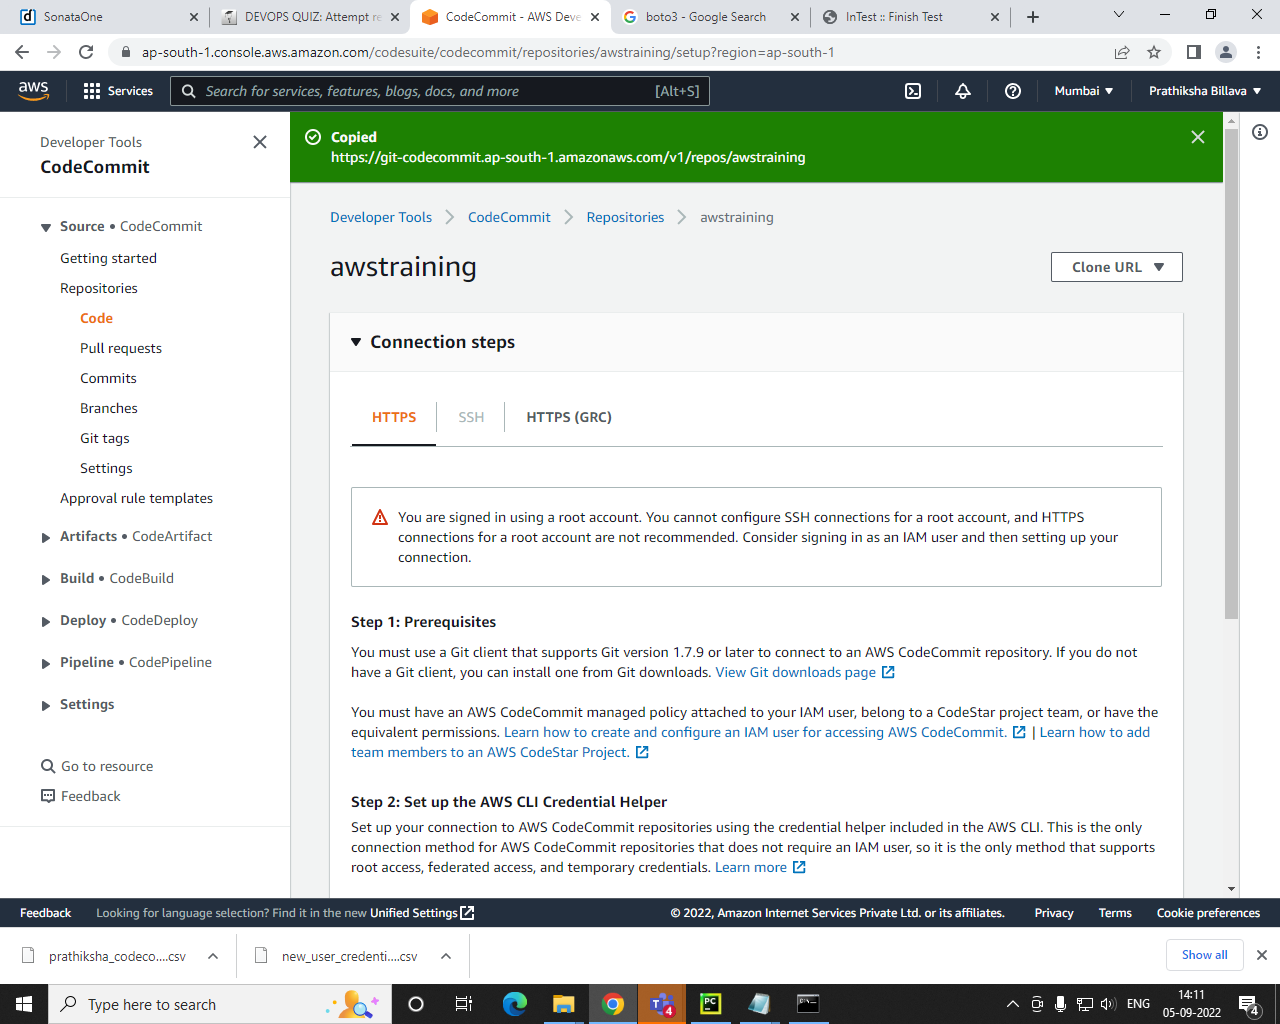 SonataOne
DEVOPS QUIZ: Attempt re
CodeCommit - AWS Deve
boto3 - Google Search
InTest :: Finish Test
ap-south-1.console.aws.amazon.com/codesuite/codecommit/repositories/awstraining/setup?region=ap-south-1
aws
Services
Search for services, features, blogs, docs, and more
[Alt+S]
Mumbai
Prathiksha Billava
Developer Tools
CodeCommit
Source • CodeCommit
Getting started
Repositories
Code
Pull requests
Commits
Branches
Git tags
Settings
Approval rule templates
Artifacts • CodeArtifact
Build • CodeBuild
Deploy • CodeDeploy
Pipeline • CodePipeline
Settings
Go to resource
Feedback
Copied
https://git-codecommit.ap-south-1.amazonaws.com/v1/repos/awstraining
Developer Tools
CodeCommit
Repositories
awstraining
awstraining
Clone URL
Connection steps
HTTPS
SSH
HTTPS (GRC)
You are signed in using a root account. You cannot configure SSH connections for a root account, and HTTPS
connections for a root account are not recommended. Consider signing in as an IAM user and then setting up your
connection.
Step 1: Prerequisites
You must use a Git client that supports Git version 1.7.9 or later to connect to an AWS CodeCommit repository. If you do not
have a Git client, you can install one from Git downloads. View Git downloads page
You must have an AWS CodeCommit managed policy attached to your IAM user, belong to a CodeStar project team, or have the
equivalent permissions. Learn how to create and configure an IAM user for accessing AWS CodeCommit. | Learn how to add
team members to an AWS CodeStar Project.
Step 2: Set up the AWS CLI Credential Helper
Set up your connection to AWS CodeCommit repositories using the credential helper included in the AWS CLI. This is the only
connection method for AWS CodeCommit repositories that does not require an IAM user, so it is the only method that supports
root access, federated access, and temporary credentials. Learn more
Feedback
Looking for language selection? Find it in the new Unified Settings
© 2022, Amazon Internet Services Private Ltd. or its affiliates.
Privacy
Terms
Cookie preferences
prathiksha_codeco....csv
new_user_credenti....csv
Show all
Type here to search
4
PC
ENG
14:11
05-09-2022
4